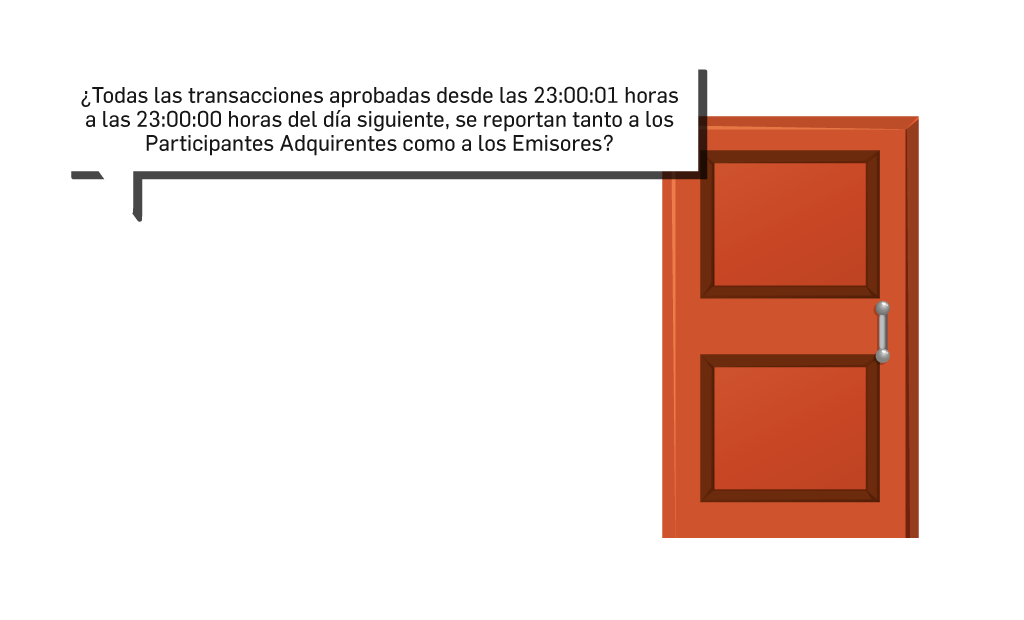 ¿Todas las transacciones aprobadas desde las 23:00:01 horas
a las 23:00:00 horas del día siguiente, se reportan tanto a los
Participantes Adquirentes como a los Emisores?